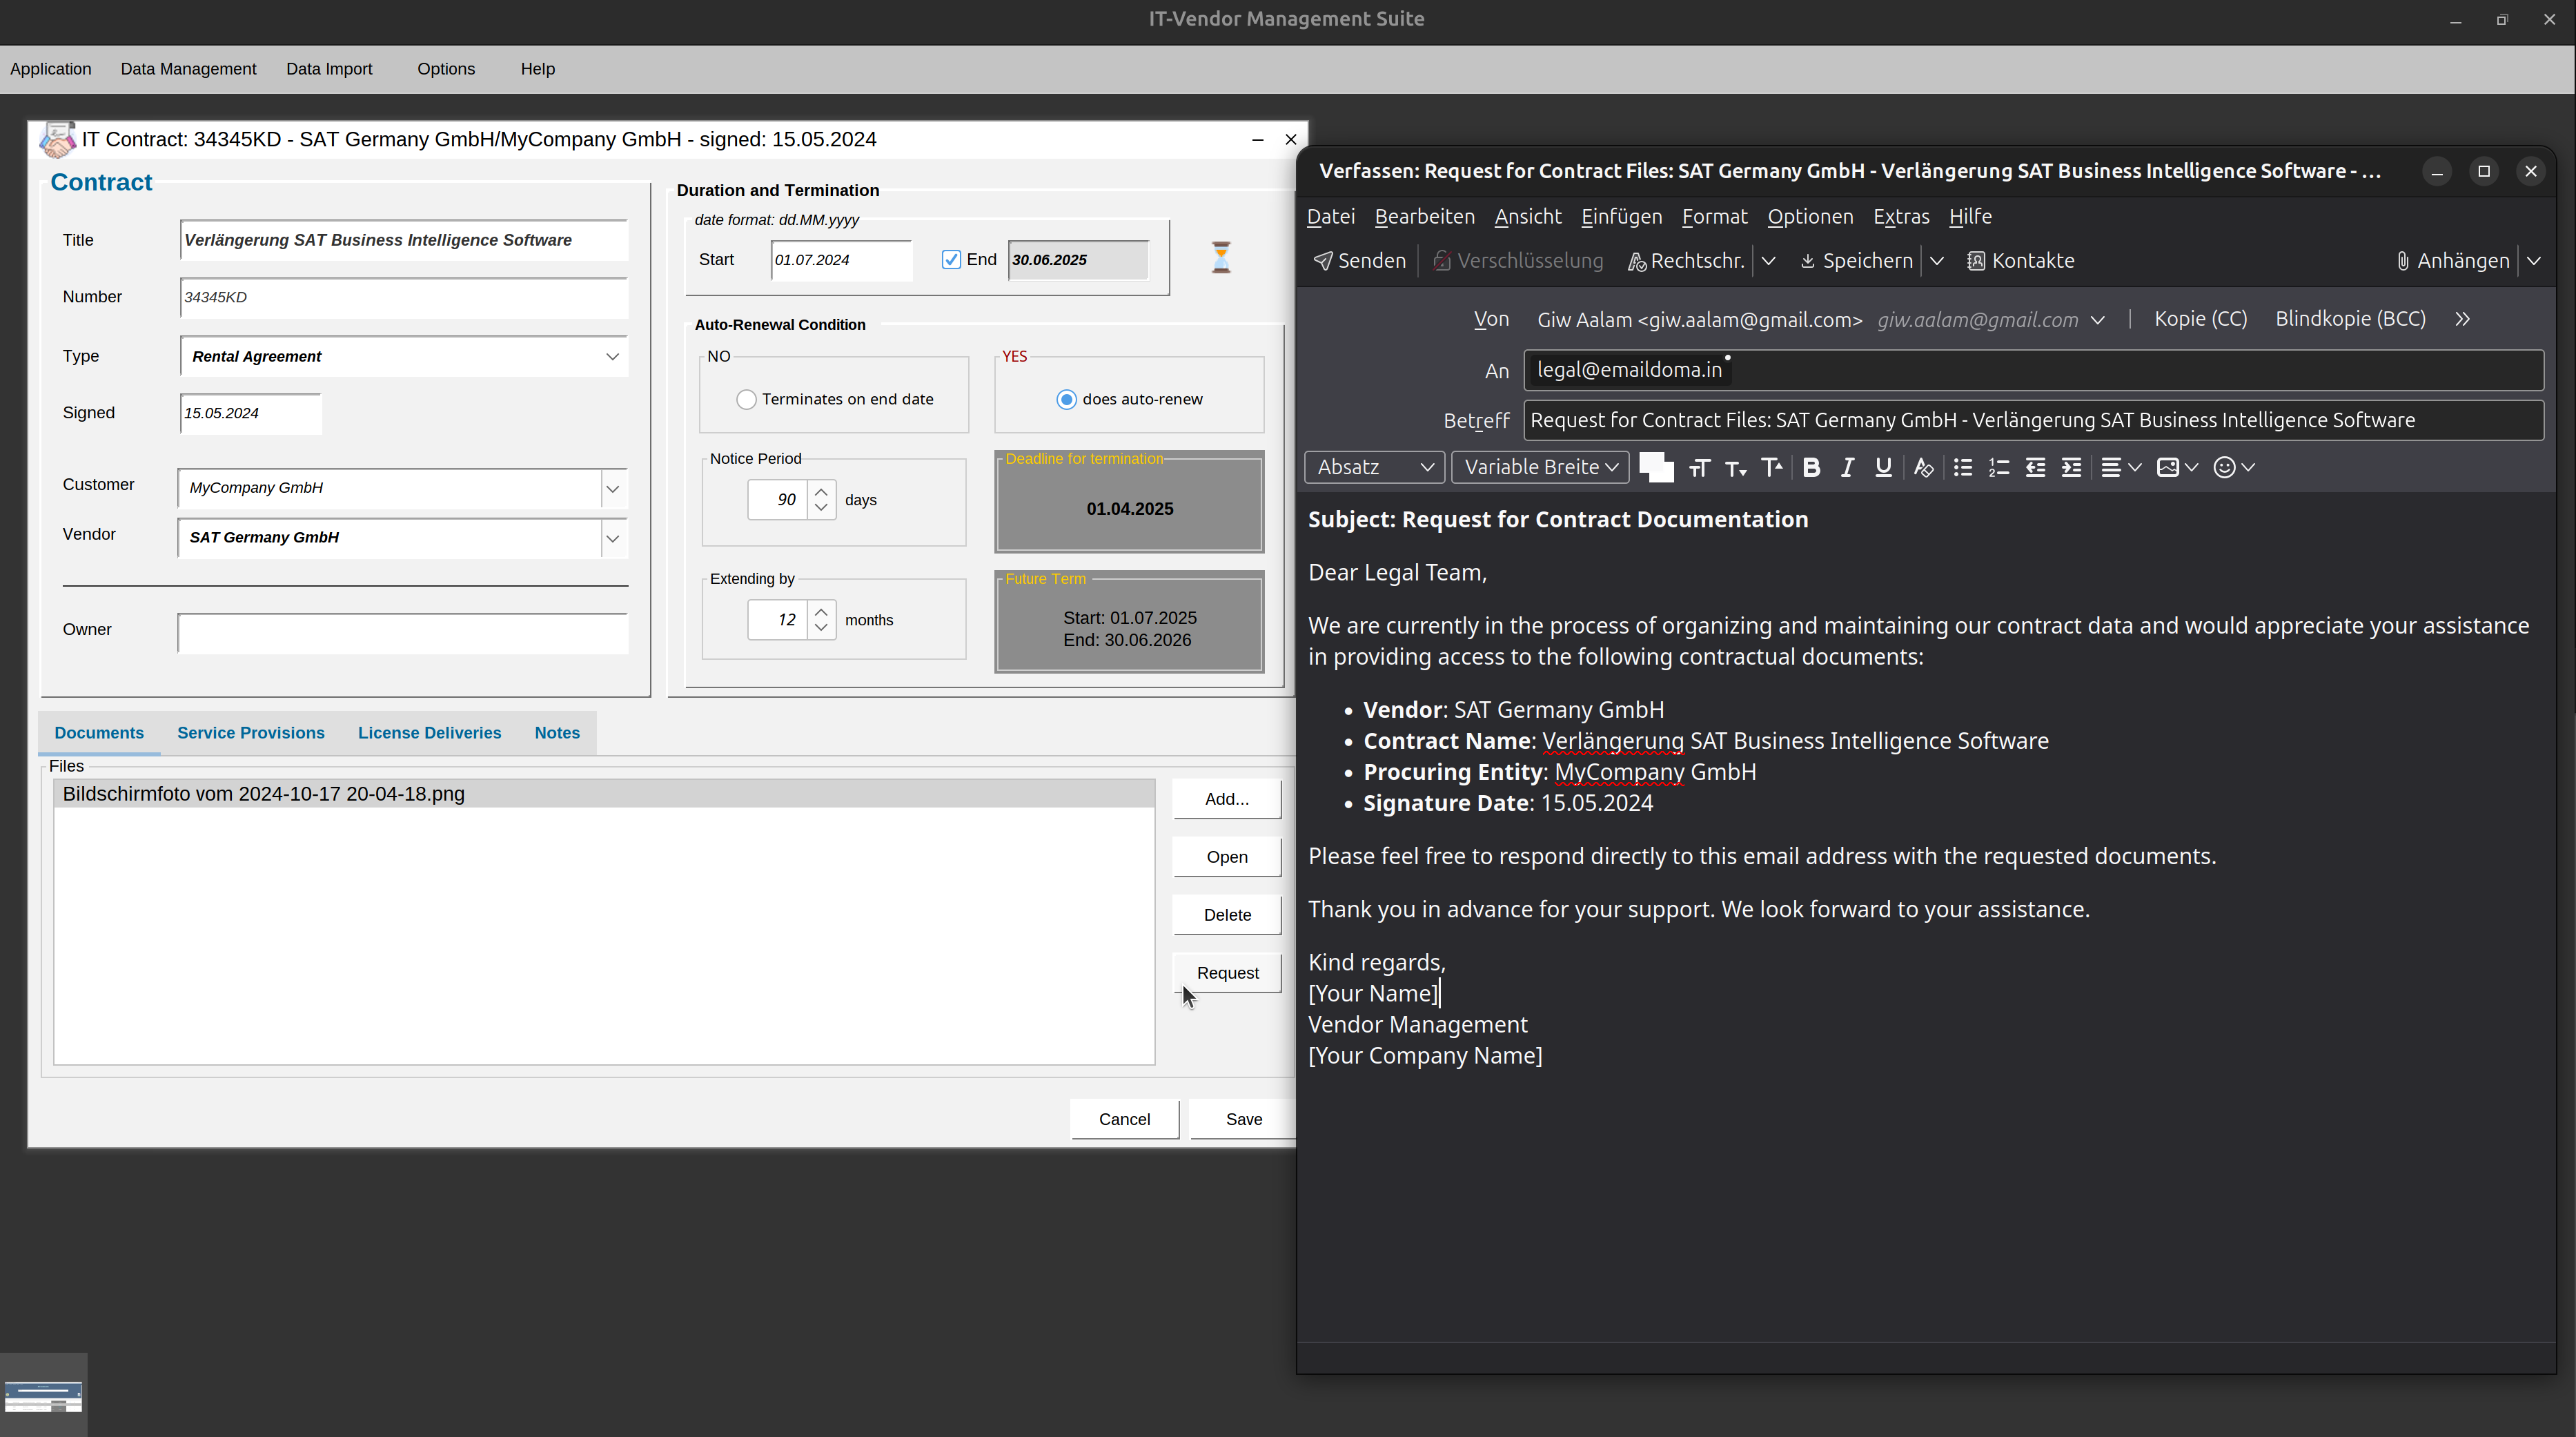 IT-Vendor Management Suite
Application Data Management Data Import Options Help
IT Contract: 34345KD - SAT Germany GmbH/MyCompany GmbH - signed: 15.05.2024
Contract
Title Verlängerung SAT Business Intelligence Software
Number 34345KD
Type Rental Agreement
Signed 15.05.2024
Customer MyCompany GmbH
Vendor SAT Germany GmbH
Owner
Duration and Termination
date format: dd.MM.yyyy
Start 01.07.2024 End 30.06.2025
Auto-Renewal Condition
NO
Terminates on end date
YES
does auto-renew
Notice Period
90 days
Deadline for termination
01.04.2025
Extending by
12 months
Future Term
Start: 01.07.2025
End: 30.06.2026
Documents Service Provisions License Deliveries Notes
Files
Bildschirmfoto vom 2024-10-17 20-04-18.png
Add...
Open
Delete
Request
Cancel Save
Verfassen: Request for Contract Files: SAT Germany GmbH - Verlängerung SAT Business Intelligence Software - ...
Datei Bearbeiten Ansicht Einfügen Format Optionen Extras Hilfe
Senden Verschlüsselung Rechtschr. Speichern Kontakte Anhängen
Von Giw Aalam <giw.aalam@gmail.com> giw.aalam@gmail.com Kopie (CC) Blindkopie (BCC)
An legal@emaildoma.in
Betreff Request for Contract Files: SAT Germany GmbH - Verlängerung SAT Business Intelligence Software
Absatz Variable Breite
Subject: Request for Contract Documentation
Dear Legal Team,
We are currently in the process of organizing and maintaining our contract data and would appreciate your assistance
in providing access to the following contractual documents:
• Vendor: SAT Germany GmbH
• Contract Name: Verlängerung SAT Business Intelligence Software
• Procuring Entity: MyCompany GmbH
• Signature Date: 15.05.2024
Please feel free to respond directly to this email address with the requested documents.
Thank you in advance for your support. We look forward to your assistance.
Kind regards,
[Your Name]
Vendor Management
[Your Company Name]